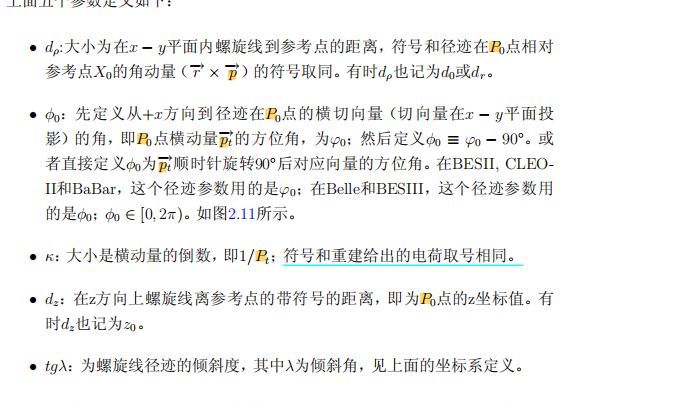 上面五个参数定义如下：
• dρ:大小为在x − y平面内螺旋线到参考点的距离，符号和径迹在P0点相对
参考点X0的角动量（r⃗ × p⃗）的符号取同。有时dρ也记为d0或dr。
• ϕ0：先定义从+x方向到径迹在P0点的横切向量（切向量在x − y平面投
影）的角，即P0点横动量pt⃗的方位角，为φ0；然后定义ϕ0 ≡ φ0 − 90°。或
者直接定义ϕ0为pt⃗顺时针旋转90°后对应向量的方位角。在BESII, CLEO-
II和BaBar，这个径迹参数用的是φ0；在Belle和BESIII，这个径迹参数用
的是ϕ0；ϕ0 ∈ [0, 2π)。如图2.11所示。
• κ：大小是横动量的倒数，即1/Pt；符号和重建给出的电荷取号相同。
• dz：在z方向上螺旋线离参考点的带符号的距离，即为P0点的z坐标值。有
时dz也记为z0。
• tgλ：为螺旋线径迹的倾斜度，其中λ为倾斜角，见上面的坐标系定义。